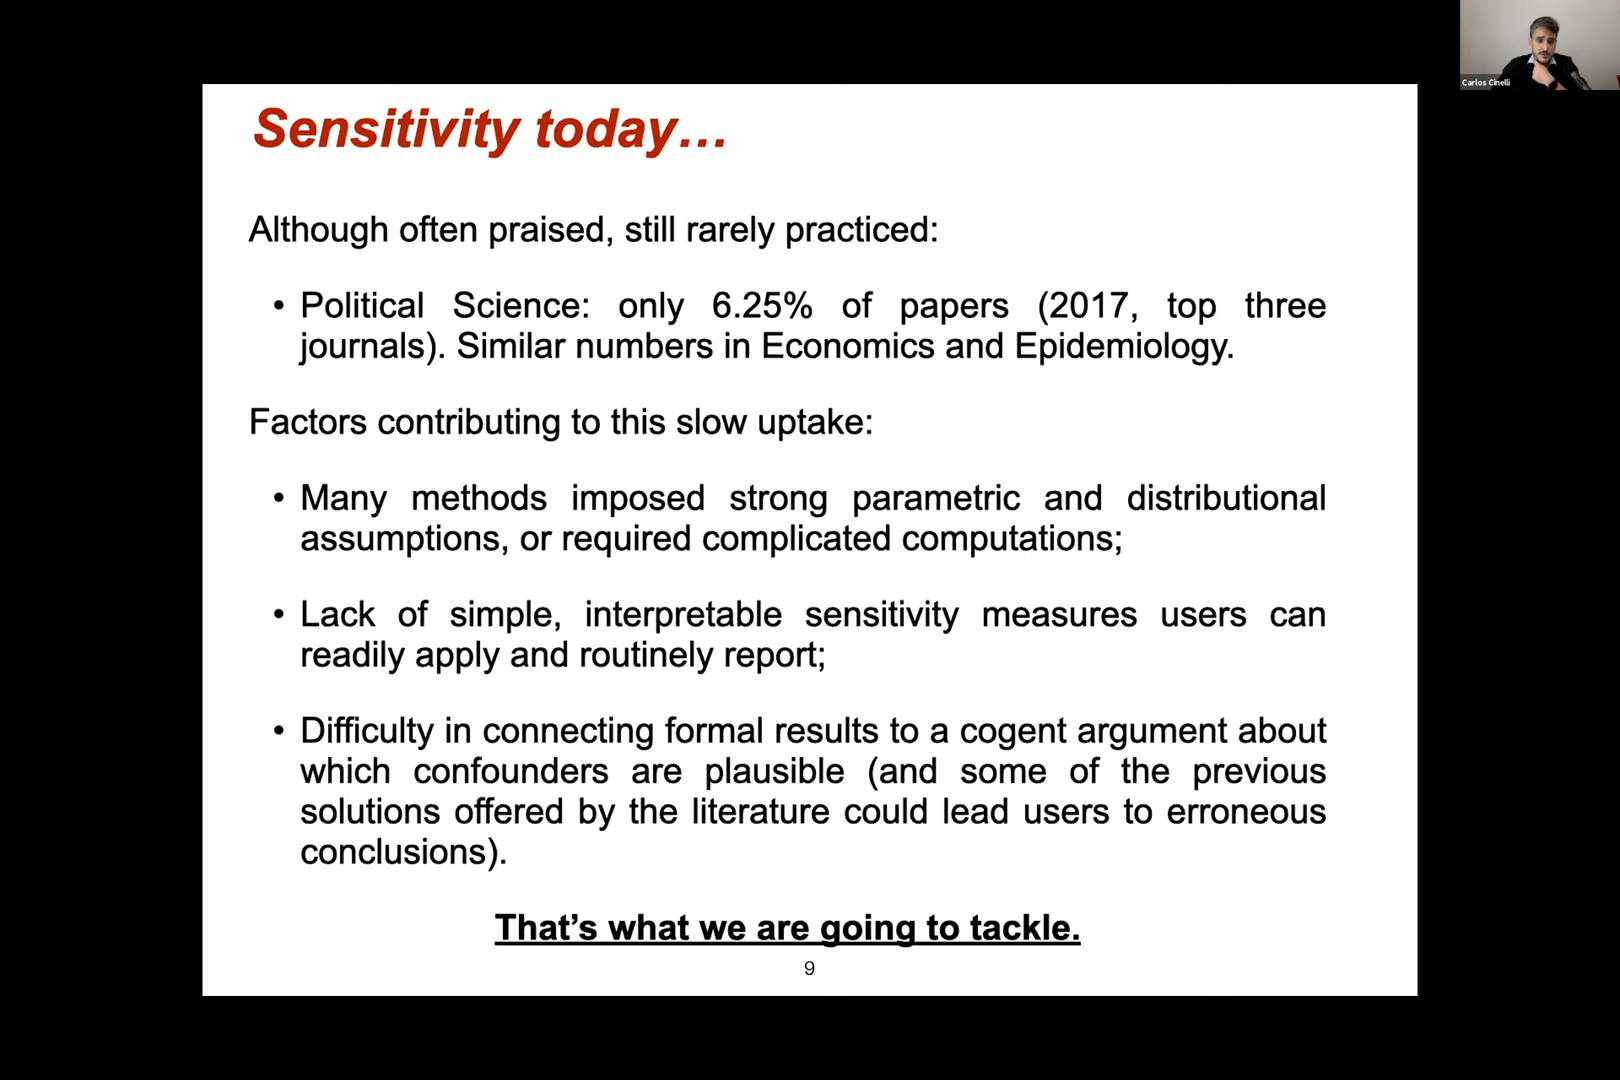 Carlos Cinelli
Sensitivity today…
Although often praised, still rarely practiced:
• Political Science: only 6.25% of papers (2017, top three
journals). Similar numbers in Economics and Epidemiology.
Factors contributing to this slow uptake:
• Many methods imposed strong parametric and distributional
assumptions, or required complicated computations;
• Lack of simple, interpretable sensitivity measures users can
readily apply and routinely report;
• Difficulty in connecting formal results to a cogent argument about
which confounders are plausible (and some of the previous
solutions offered by the literature could lead users to erroneous
conclusions).
That’s what we are going to tackle.
9